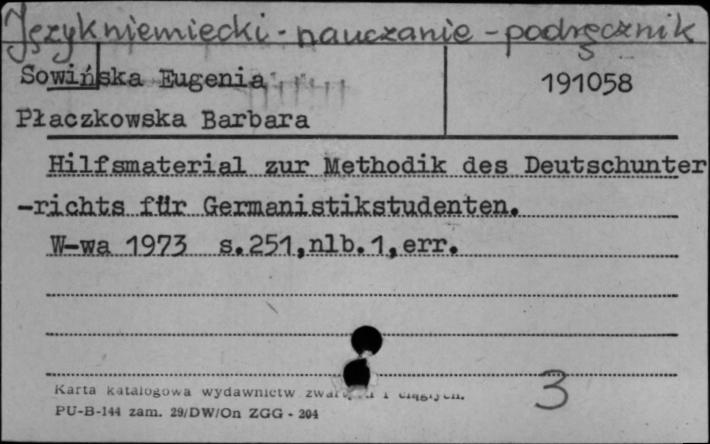 Język niemiecki - nauczanie - podręcznik
Sowińska Eugenia 191058
Płaczkowska Barbara
Hilfsmaterial zur Methodik des Deutschunter
-richts für Germanistikstudenten.
W-wa 1973 s.251,nlb.1,err.
Karta katalogowa wydawnictw i ciągłych.
PU-B-144 zam. 29/DW/On ZGG - 204
3